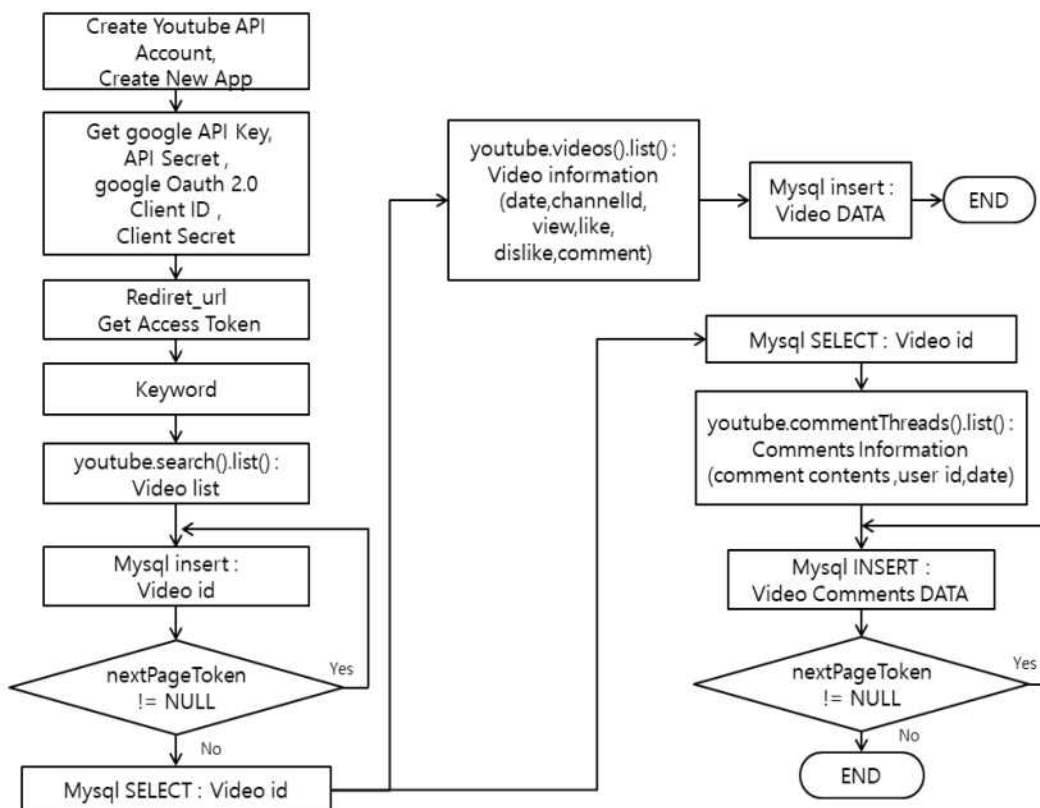 Create Youtube API
Account,
Create New App
Get google API Key,
API Secret ,
google Oauth 2.0
Client ID ,
Client Secret
Rediret_url
Get Access Token
Keyword
youtube.search().list() :
Video list
Mysql insert :
Video id
nextPageToken
!= NULL
Yes
No
Mysql SELECT : Video id
youtube.videos().list() :
Video information
(date,channelId,
view,like,
dislike,comment)
Mysql insert :
Video DATA
END
Mysql SELECT : Video id
youtube.commentThreads().list() :
Comments Information
(comment contents ,user id,date)
Mysql INSERT :
Video Comments DATA
nextPageToken
!= NULL
Yes
No
END